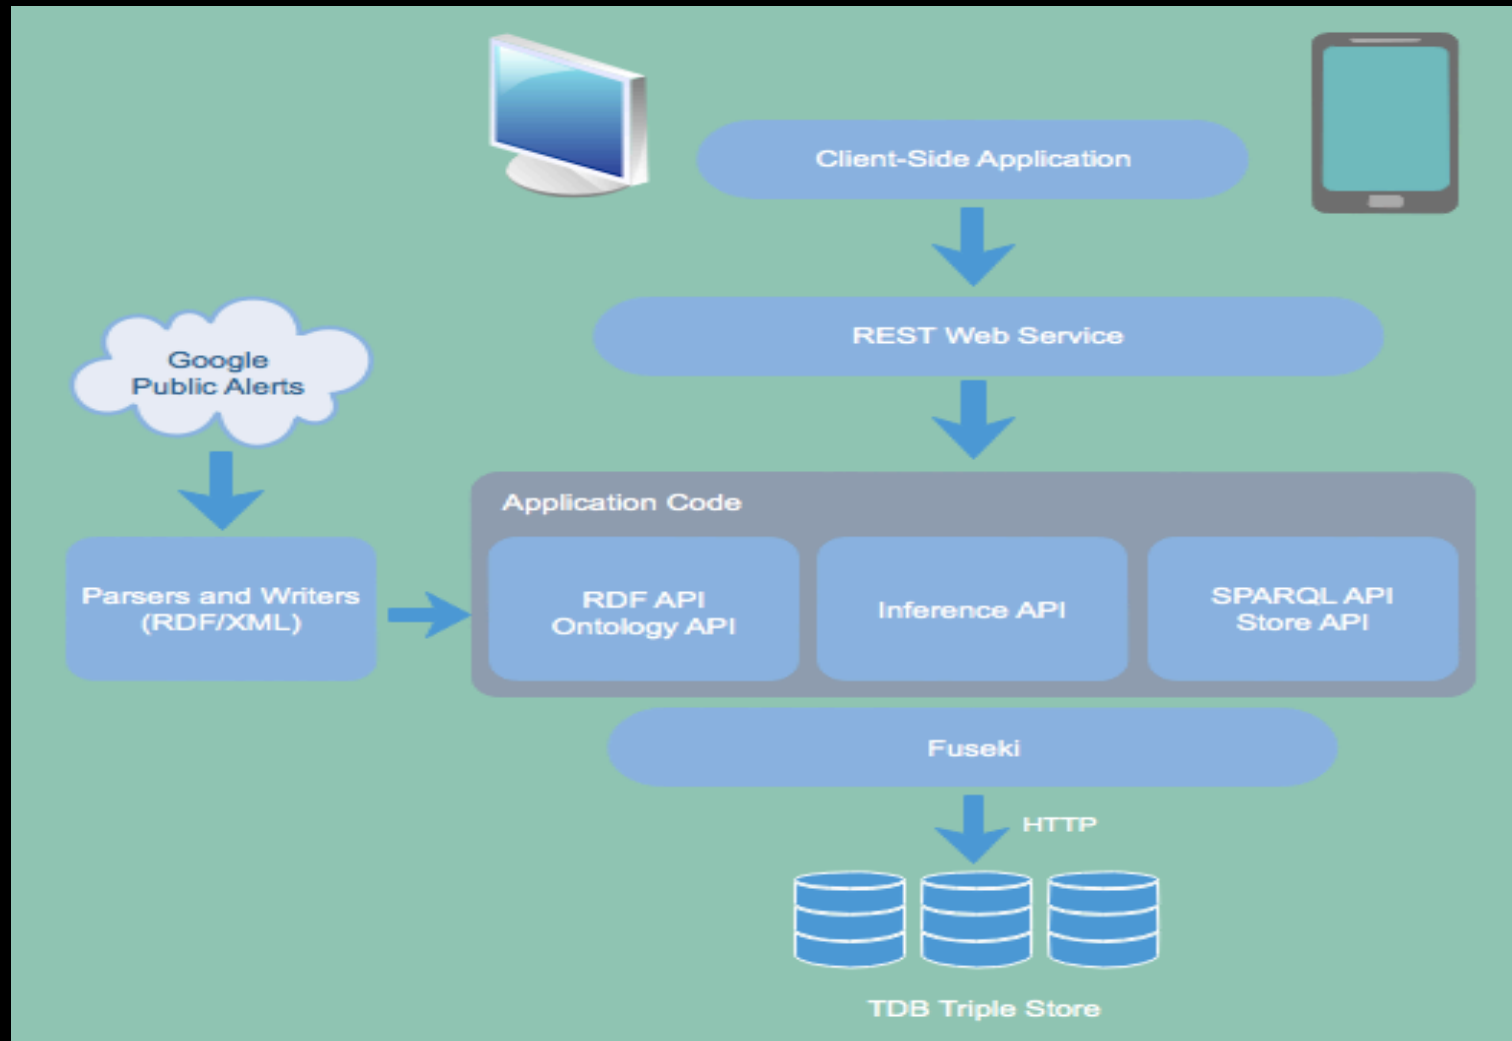 Client-Side Application
REST Web Service
Google
Public Alerts
Application Code
Parsers and Writers
(RDF/XML)
RDF API
Ontology API
Inference API
SPARQL API
Store API
Fuseki
HTTP
TDB Triple Store